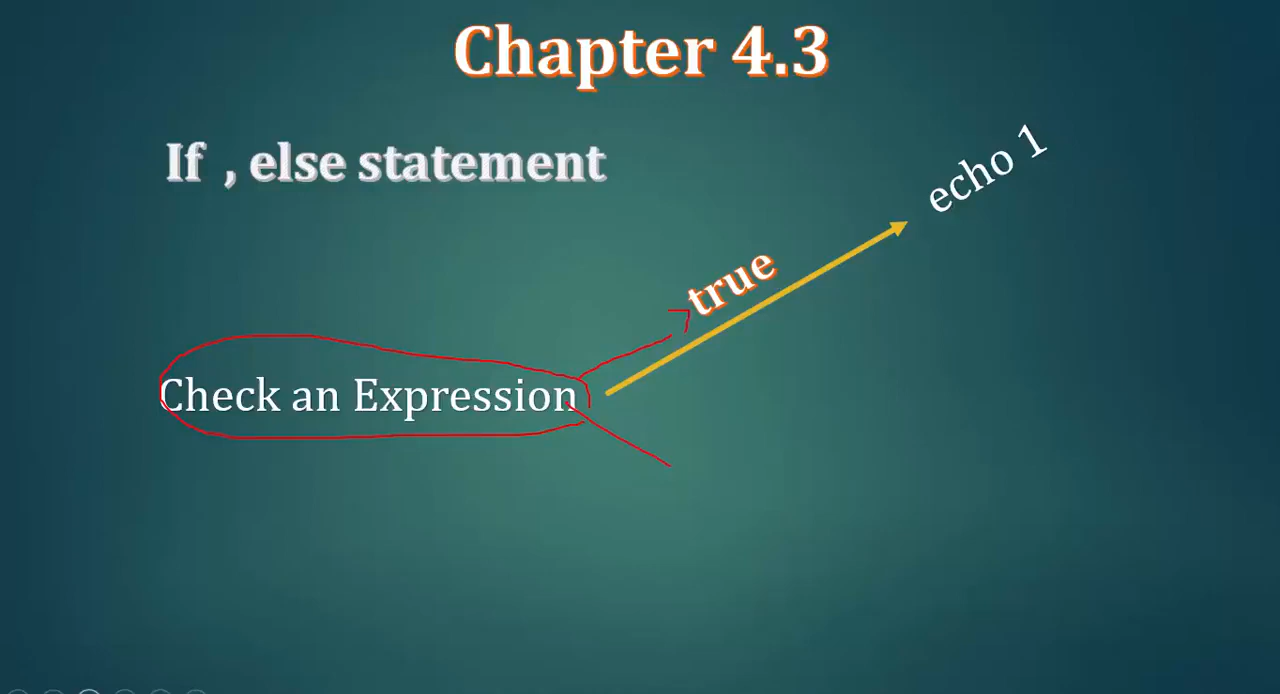 Chapter 4.3
If , else statement
echo 1
true
Check an Expression